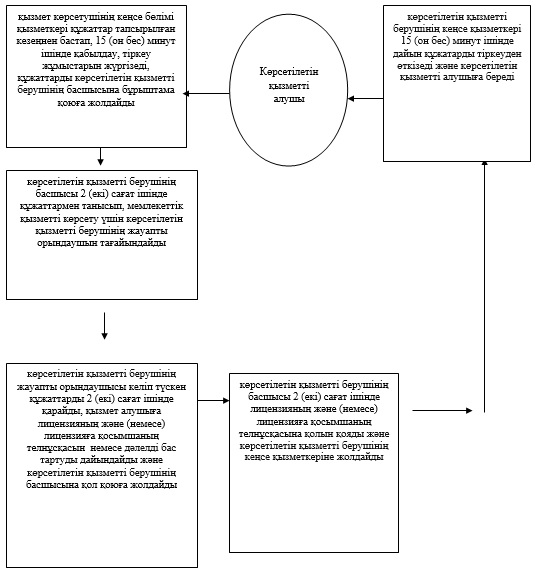 қызмет көрсетушінің кеңсе бөлімі
қызметкері құжаттар тапсырылған
кезеңнен бастап, 15 (он бес) минут
ішінде қабылдау, тіркеу
жұмыстарын жүргізеді,
құжаттарды көрсетілетін қызметті
берушінің басшысына бұрыштама
қоюға жолдайды
Көрсетілетін
қызметті
алушы
көрсетілетін қызметті
берушінің кеңсе қызметкері
15 (он бес) минут ішінде
дайын құжатарды тіркеуден
өткізеді және көрсетілетін
қызметті алушыға береді
көрсетілетін қызметті берушінің
басшысы 2 (екі) сағат ішінде
құжаттармен танысып, мемлекеттік
қызметті көрсету үшін көрсетілетін
қызметті берушінің жауапты
орындаушын тағайындайды
көрсетілетін қызметті берушінің
жауапты орындаушысы келіп түскен
құжаттарды 2 (екі) сағат ішінде
қарайды, қызмет алушыға
лицензияның және (немесе)
лицензияға қосымшаның
телнұсқасын немесе дәлелді бас
тартуды дайындайды және
көрсетілетін қызметті берушінің
басшысына қол қоюға жолдайды
көрсетілетін қызметті берушінің
басшысы 2 (екі) сағат ішінде
лицензияның және (немесе)
лицензияға қосымшаның
телнұсқасына қолын қояды және
көрсетілетін қызметті берушінің
кеңсе қызметкеріне жолдайды